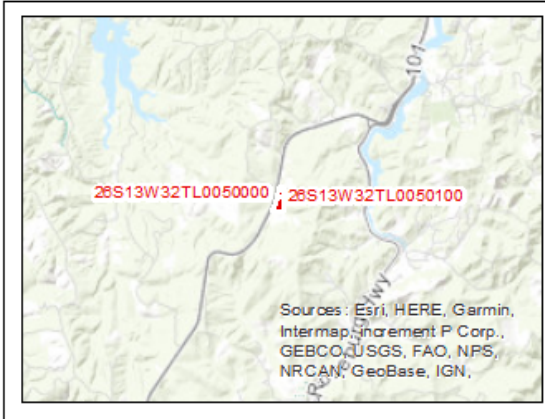 101
26S13W32TL0050000
26S13W32TL0050100
Hwy
Sources: Esri, HERE, Garmin,
Intermap, increment P Corp.,
GEBCO, USGS, FAO, NPS,
NRCAN, GeoBase, IGN,